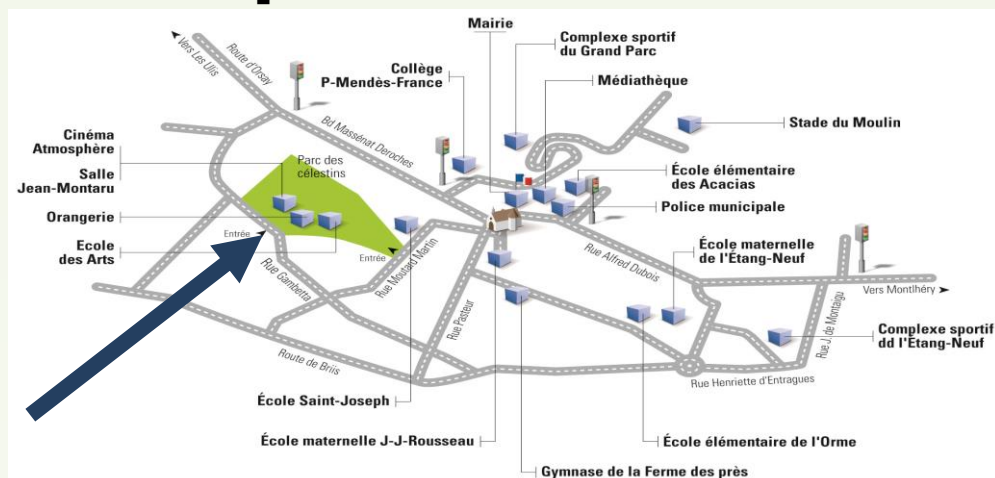 Mairie
Complexe sportif
du Grand Parc
Collège
P-Mendès-France
Médiathèque
Vers Les Ulis
Route d'Orsay
Bd Massénat Deroches
Stade du Moulin
Cinéma
Atmosphère
Salle
Jean-Montaru
Parc des
célestins
École élémentaire
des Acacias
Police municipale
Orangerie
Entrée
Ecole
des Arts
Entrée
Rue Gambetta
Rue Moutard Martin
Rue Alfred Dubois
École maternelle
de l'Étang-Neuf
Vers Montlhéry
Rue Pasteur
Rue J. de Montaigu
Complexe sportif
dd l'Étang-Neuf
Route de Briis
Rue Henriette d'Entragues
École Saint-Joseph
École maternelle J-J-Rousseau
École élémentaire de l'Orme
Gymnase de la Ferme des près